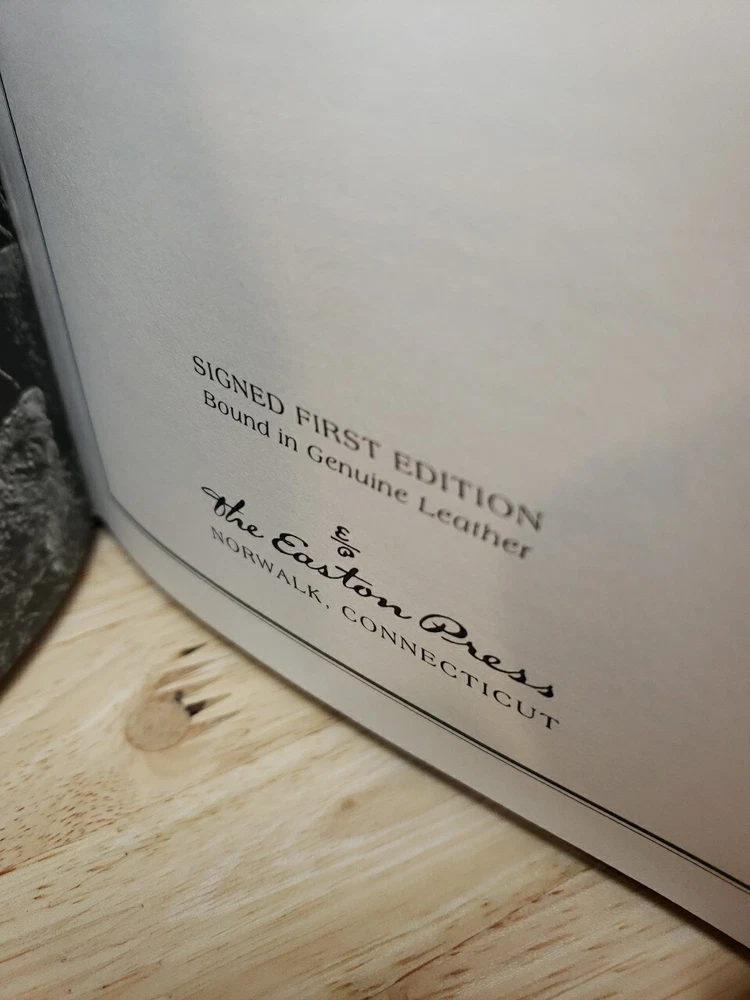 SIGNED FIRST EDITION
Bound in Genuine Leather
E/P
the Easton Press
NORWALK, CONNECTICUT